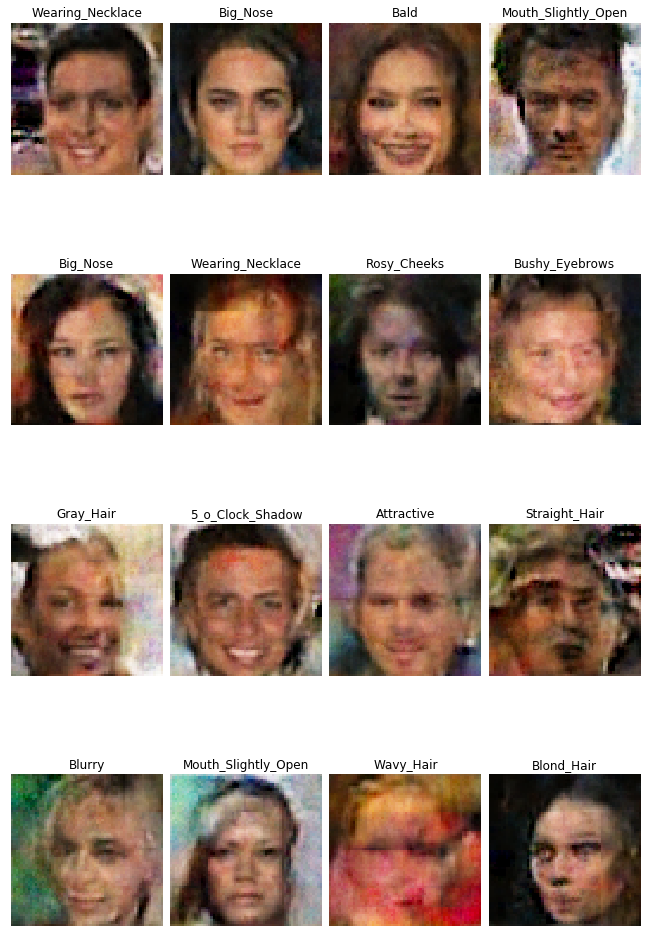 Wearing_Necklace Big_Nose Bald Mouth_Slightly_Open
Big_Nose Wearing_Necklace Rosy_Cheeks Bushy_Eyebrows
Gray_Hair 5_o_Clock_Shadow Attractive Straight_Hair
Blurry Mouth_Slightly_Open Wavy_Hair Blond_Hair